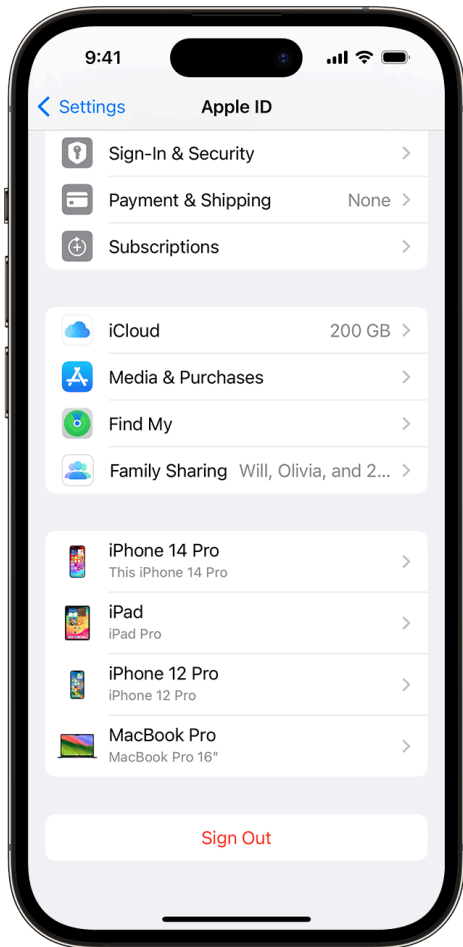 9:41
Settings
Apple ID
Sign-In & Security
Payment & Shipping None
Subscriptions
iCloud 200 GB
Media & Purchases
Find My
Family Sharing Will, Olivia, and 2...
iPhone 14 Pro
This iPhone 14 Pro
iPad
iPad Pro
iPhone 12 Pro
iPhone 12 Pro
MacBook Pro
MacBook Pro 16”
Sign Out